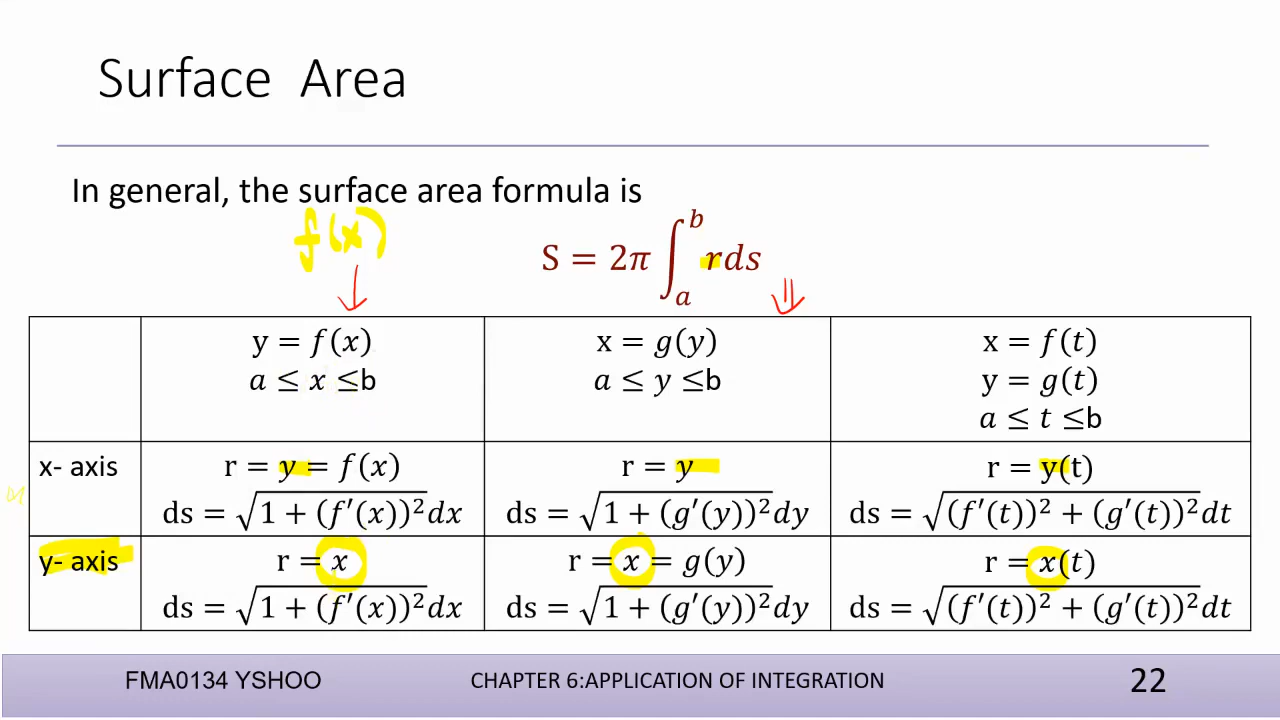 Surface Area
In general, the surface area formula is
f(x)
S = 2π ∫_a^b r ds
y = f(x)
a ≤ x ≤b
x = g(y)
a ≤ y ≤b
x = f(t)
y = g(t)
a ≤ t ≤b
x- axis
r = y = f(x)
ds = √(1 + (f′(x))²) dx
r = y
ds = √(1 + (g′(y))²) dy
r = y(t)
ds = √((f′(t))² + (g′(t))²) dt
y- axis
r = x
ds = √(1 + (f′(x))²) dx
r = x = g(y)
ds = √(1 + (g′(y))²) dy
r = x(t)
ds = √((f′(t))² + (g′(t))²) dt
FMA0134 YSHOO
CHAPTER 6:APPLICATION OF INTEGRATION
22